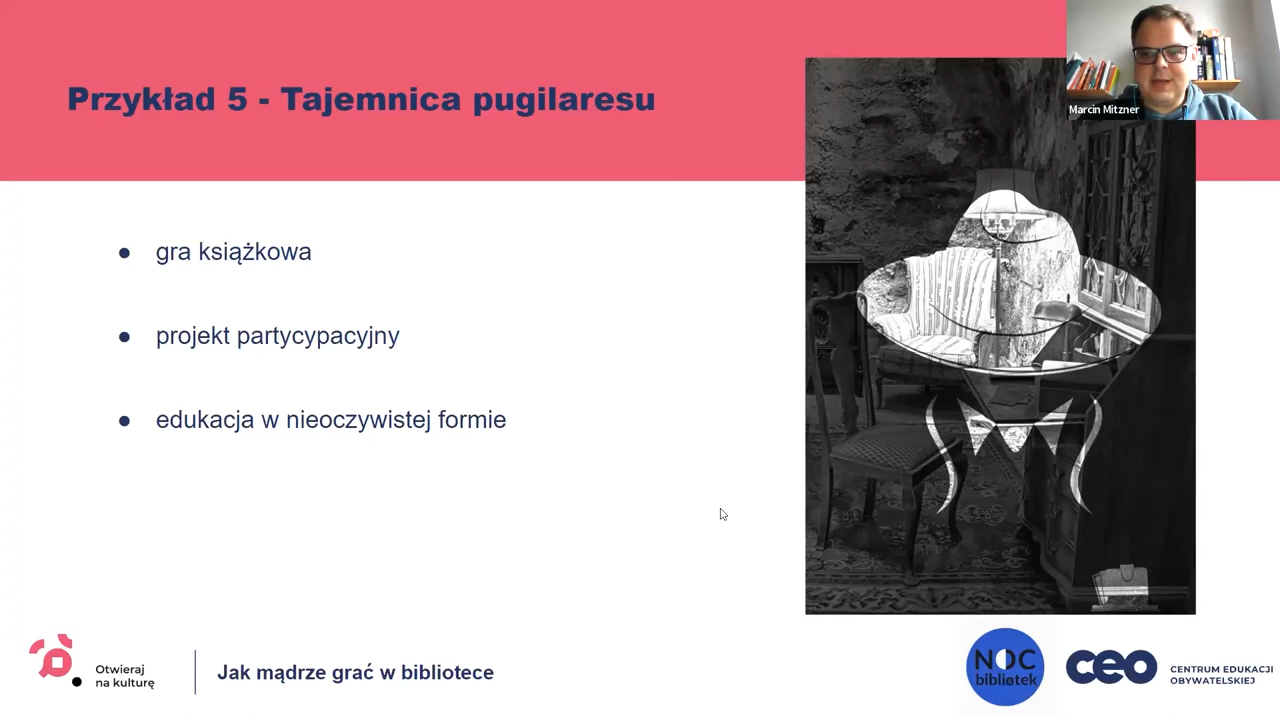 Przykład 5 - Tajemnica pugilaresu
Marcin Mitzner
● gra książkowa
● projekt partycypacyjny
● edukacja w nieoczywistej formie
Otwieraj
na kulturę
Jak mądrze grać w bibliotece
NOC
bibliotek
ceo
CENTRUM EDUKACJI
OBYWATELSKIEJ